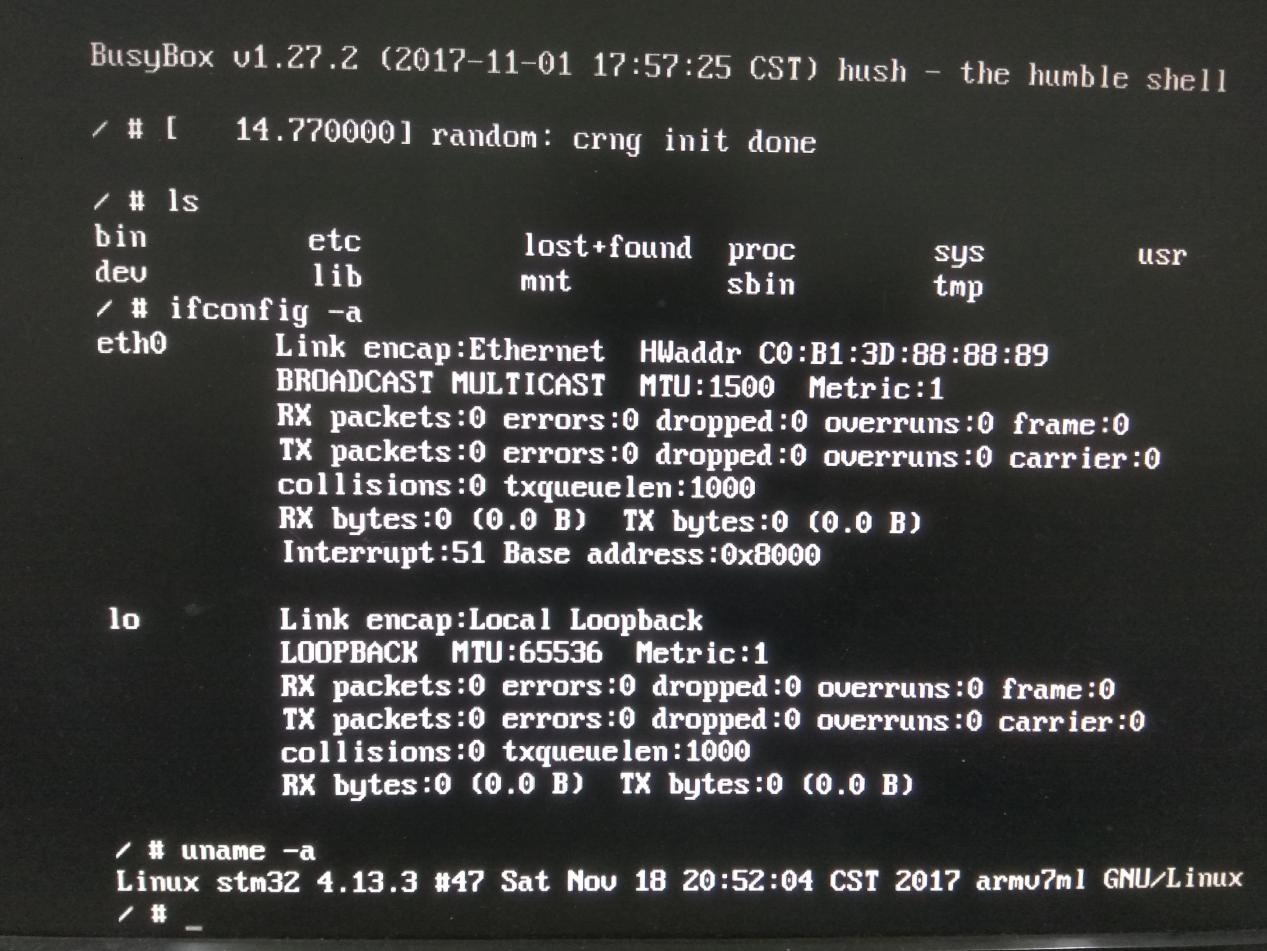 BusyBox v1.27.2 (2017-11-01 17:57:25 CST) hush - the humble shell
/ # [   14.770000] random: crng init done
/ # ls
bin etc lost+found proc sys usr
dev lib mnt sbin tmp
/ # ifconfig -a
eth0 Link encap:Ethernet HWaddr C0:B1:3D:88:88:89
BROADCAST MULTICAST MTU:1500 Metric:1
RX packets:0 errors:0 dropped:0 overruns:0 frame:0
TX packets:0 errors:0 dropped:0 overruns:0 carrier:0
collisions:0 txqueuelen:1000
RX bytes:0 (0.0 B) TX bytes:0 (0.0 B)
Interrupt:51 Base address:0x8000
lo Link encap:Local Loopback
LOOPBACK MTU:65536 Metric:1
RX packets:0 errors:0 dropped:0 overruns:0 frame:0
TX packets:0 errors:0 dropped:0 overruns:0 carrier:0
collisions:0 txqueuelen:1000
RX bytes:0 (0.0 B) TX bytes:0 (0.0 B)
/ # uname -a
Linux stm32 4.13.3 #47 Sat Nov 18 20:52:04 CST 2017 armv7ml GNU/Linux
/ # _